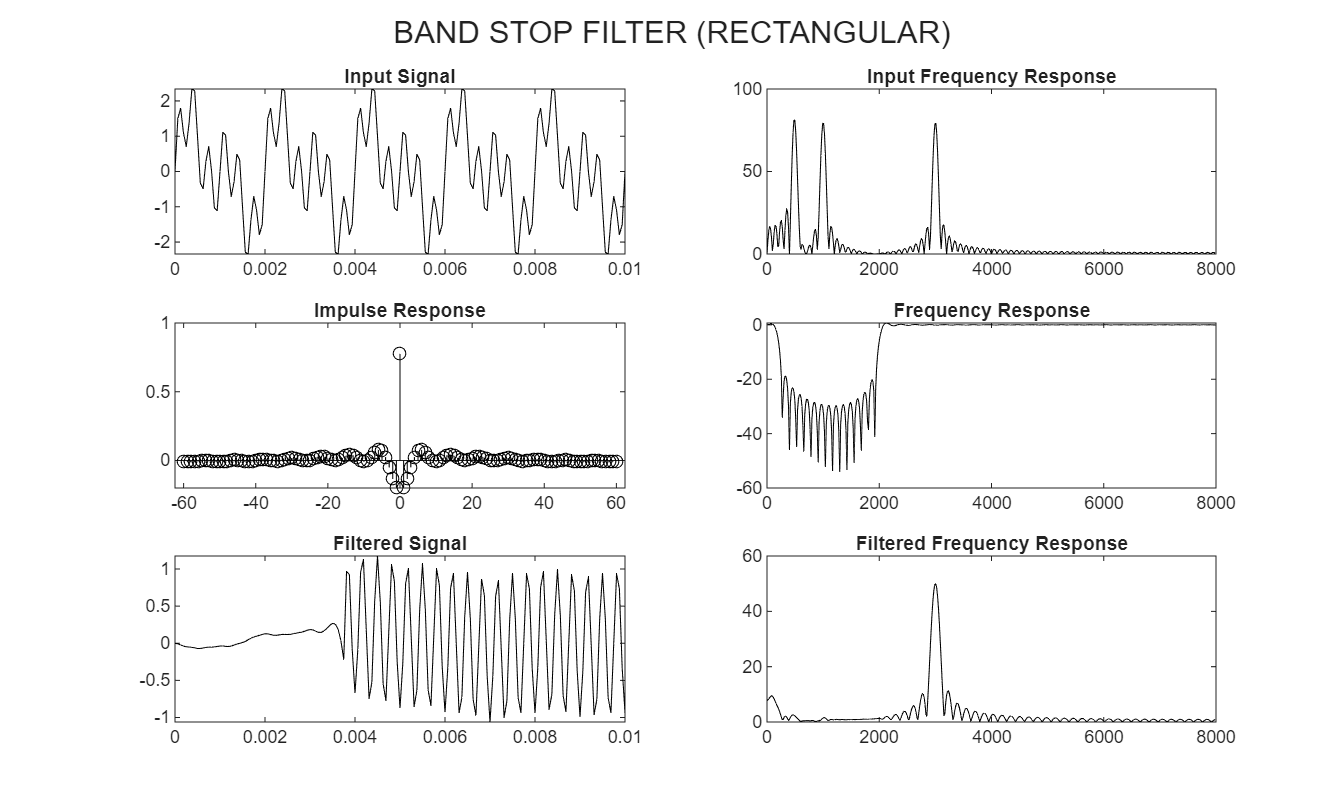 BAND STOP FILTER (RECTANGULAR)
Input Signal
2
1
0
-1
-2
0 0.002 0.004 0.006 0.008 0.01
Input Frequency Response
100
50
0
0 2000 4000 6000 8000
Impulse Response
1
0.5
0
-60 -40 -20 0 20 40 60
Frequency Response
0
-20
-40
-60
0 2000 4000 6000 8000
Filtered Signal
1
0.5
0
-0.5
-1
0 0.002 0.004 0.006 0.008 0.01
Filtered Frequency Response
60
40
20
0
0 2000 4000 6000 8000